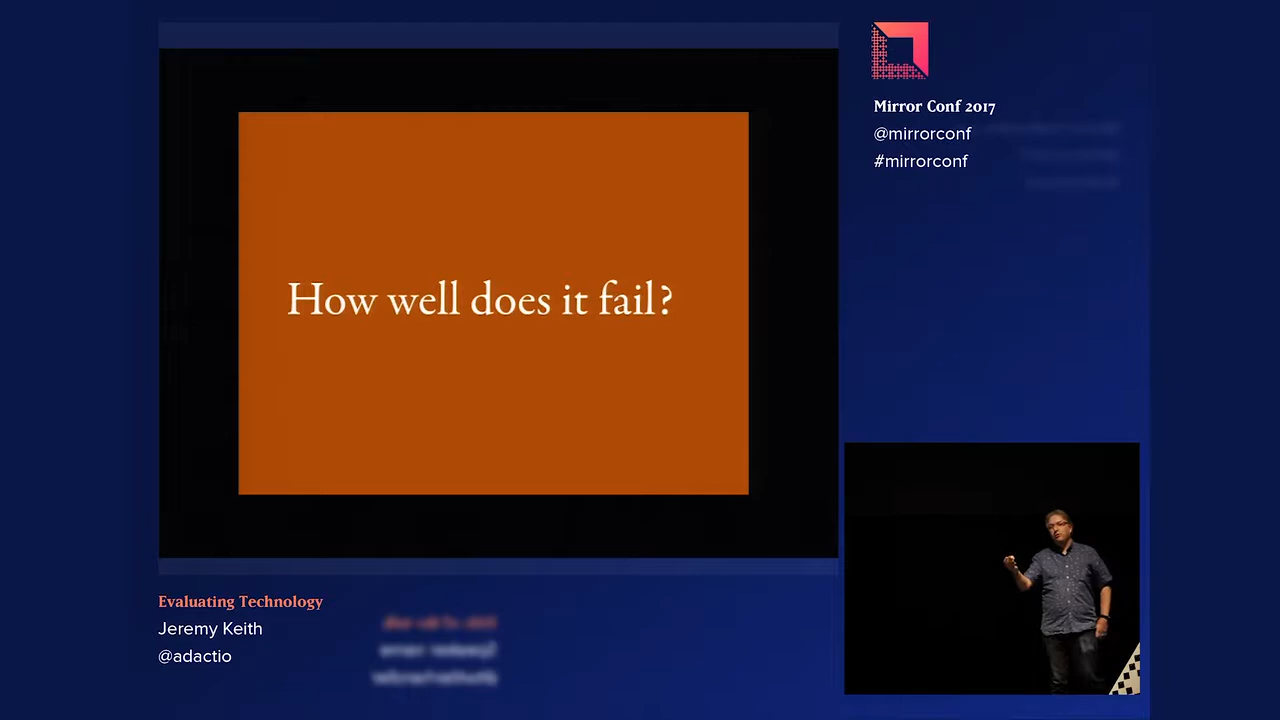 How well does it fail?
Mirror Conf 2017
@mirrorconf
#mirrorconf
Evaluating Technology
Jeremy Keith
@adactio